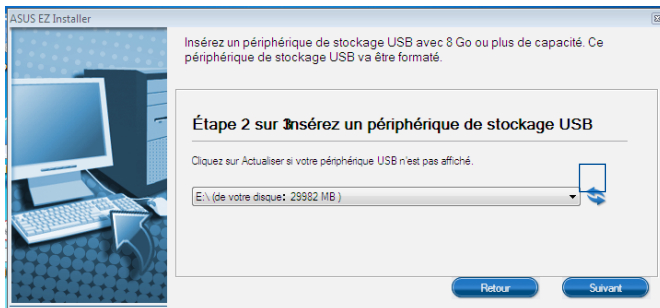 ASUS EZ Installer
Insérez un périphérique de stockage USB avec 8 Go ou plus de capacité. Ce
périphérique de stockage USB va être formaté.
Étape 2 sur 3Insérez un périphérique de stockage USB
Cliquez sur Actualiser si votre périphérique USB n'est pas affiché.
E:\ (de votre disque: 29982 MB )
Retour
Suivant